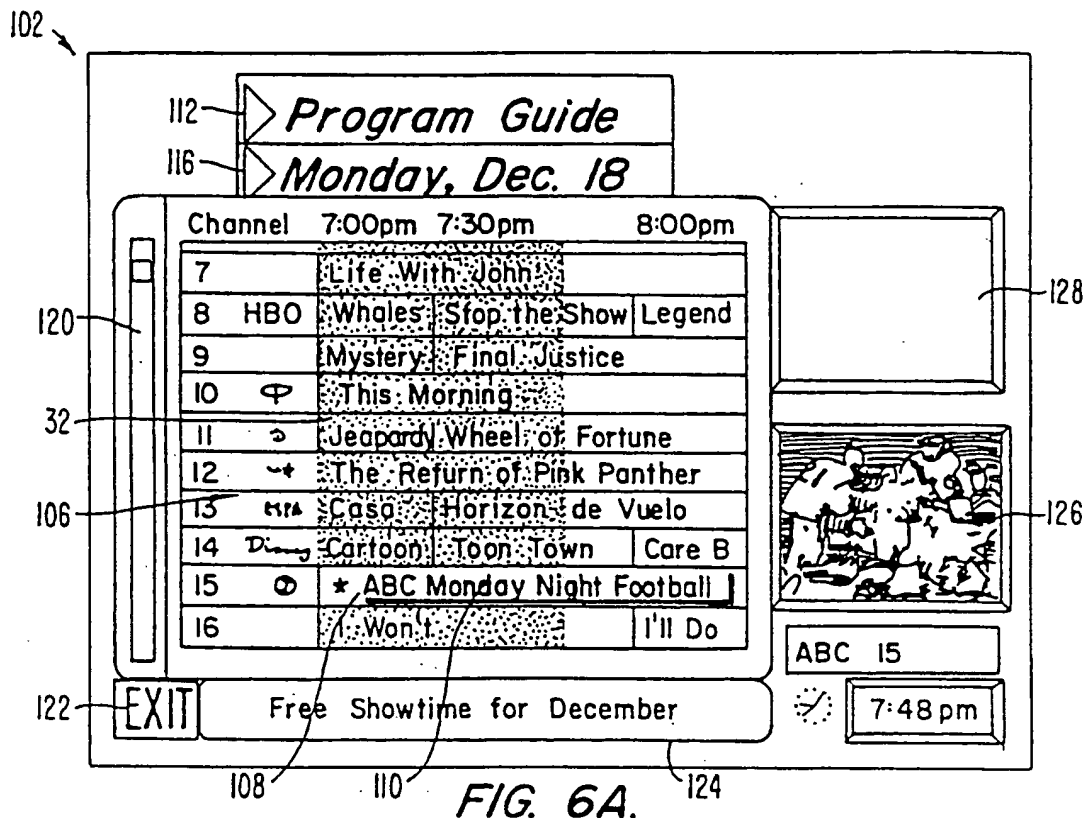 102
112 Program Guide
116 Monday, Dec. 18
Channel 7:00pm 7:30pm 8:00pm
7 Life With John
8 HBO Whales Stop the Show Legend
9 Mystery Final Justice
10 This Morning
11 Jeopardy Wheel of Fortune
12 The Return of Pink Panther
13 Casa Horizon de Vuelo
14 Disney Cartoon Toon Town Care B
15 * ABC Monday Night Football
16 I Won't I'll Do
120
32
106
128
126
ABC 15
7:48 pm
122 EXIT Free Showtime for December
108 110 124
FIG. 6A.